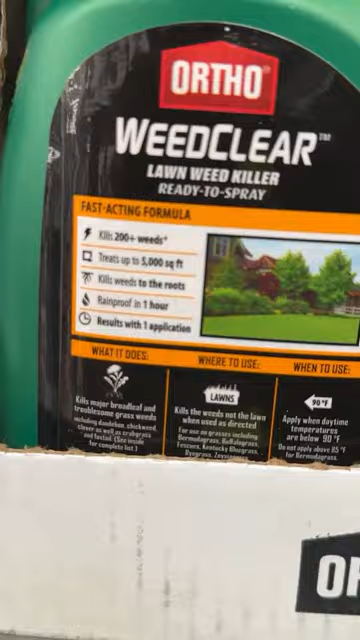 ORTHO®
WEEDCLEAR™
LAWN WEED KILLER
READY-TO-SPRAY
FAST-ACTING FORMULA
Kills 200+ weeds*
Treats up to 5,000 sq ft
Kills weeds to the roots
Rainproof in 1 hour
Results with 1 application
WHAT IT DOES:
Kills major broadleaf and
troublesome grass weeds
including dandelion, chickweed,
clover as well as crabgrass
and foxtail. (See inside
for complete list.)
WHERE TO USE:
LAWNS
Kills the weeds not the lawn
when used as directed
For use on grasses including
Bermudagrass, Buffalograss,
Fescues, Kentucky Bluegrass,
Ryegrass, Zoysiagrass
WHEN TO USE:
90°F
Apply when daytime
temperatures
are below 90°F
Do not apply above 85°F
for Bermudagrass.
OR